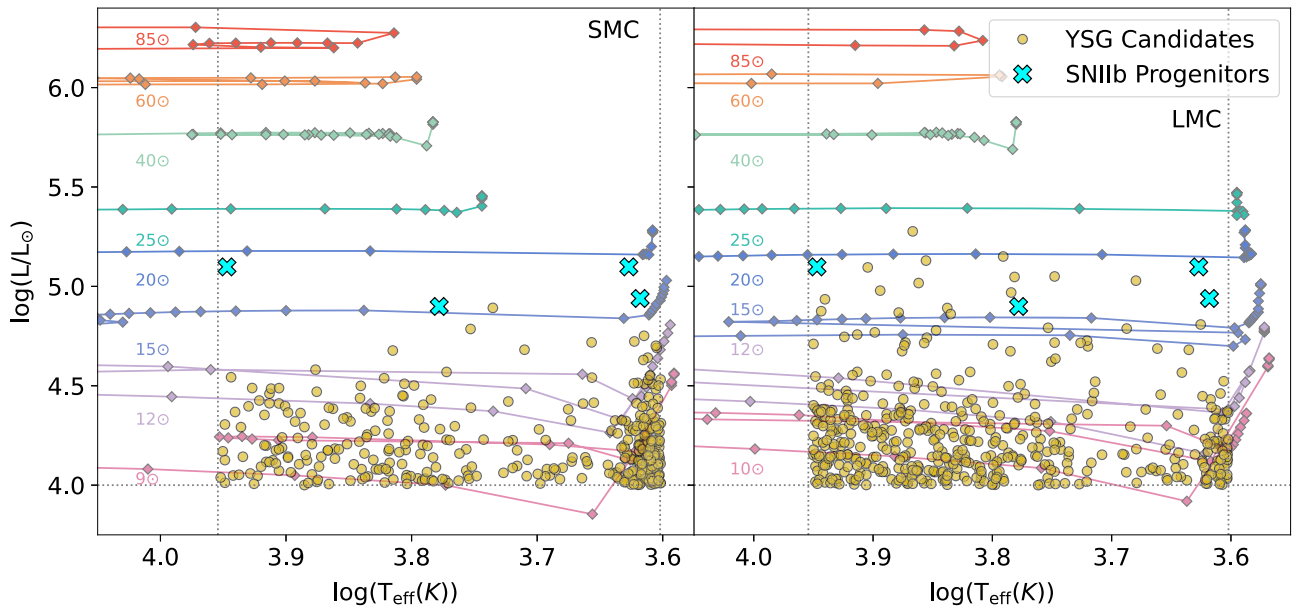 SMC
85⊙
60⊙
40⊙
25⊙
20⊙
15⊙
12⊙
9⊙
6.0
5.5
5.0
4.5
4.0
log(L/L⊙)
4.0 3.9 3.8 3.7 3.6
log(Teff(K))
YSG Candidates
SNIIb Progenitors
LMC
85⊙
60⊙
40⊙
25⊙
20⊙
15⊙
12⊙
10⊙
4.0 3.9 3.8 3.7 3.6
log(Teff(K))